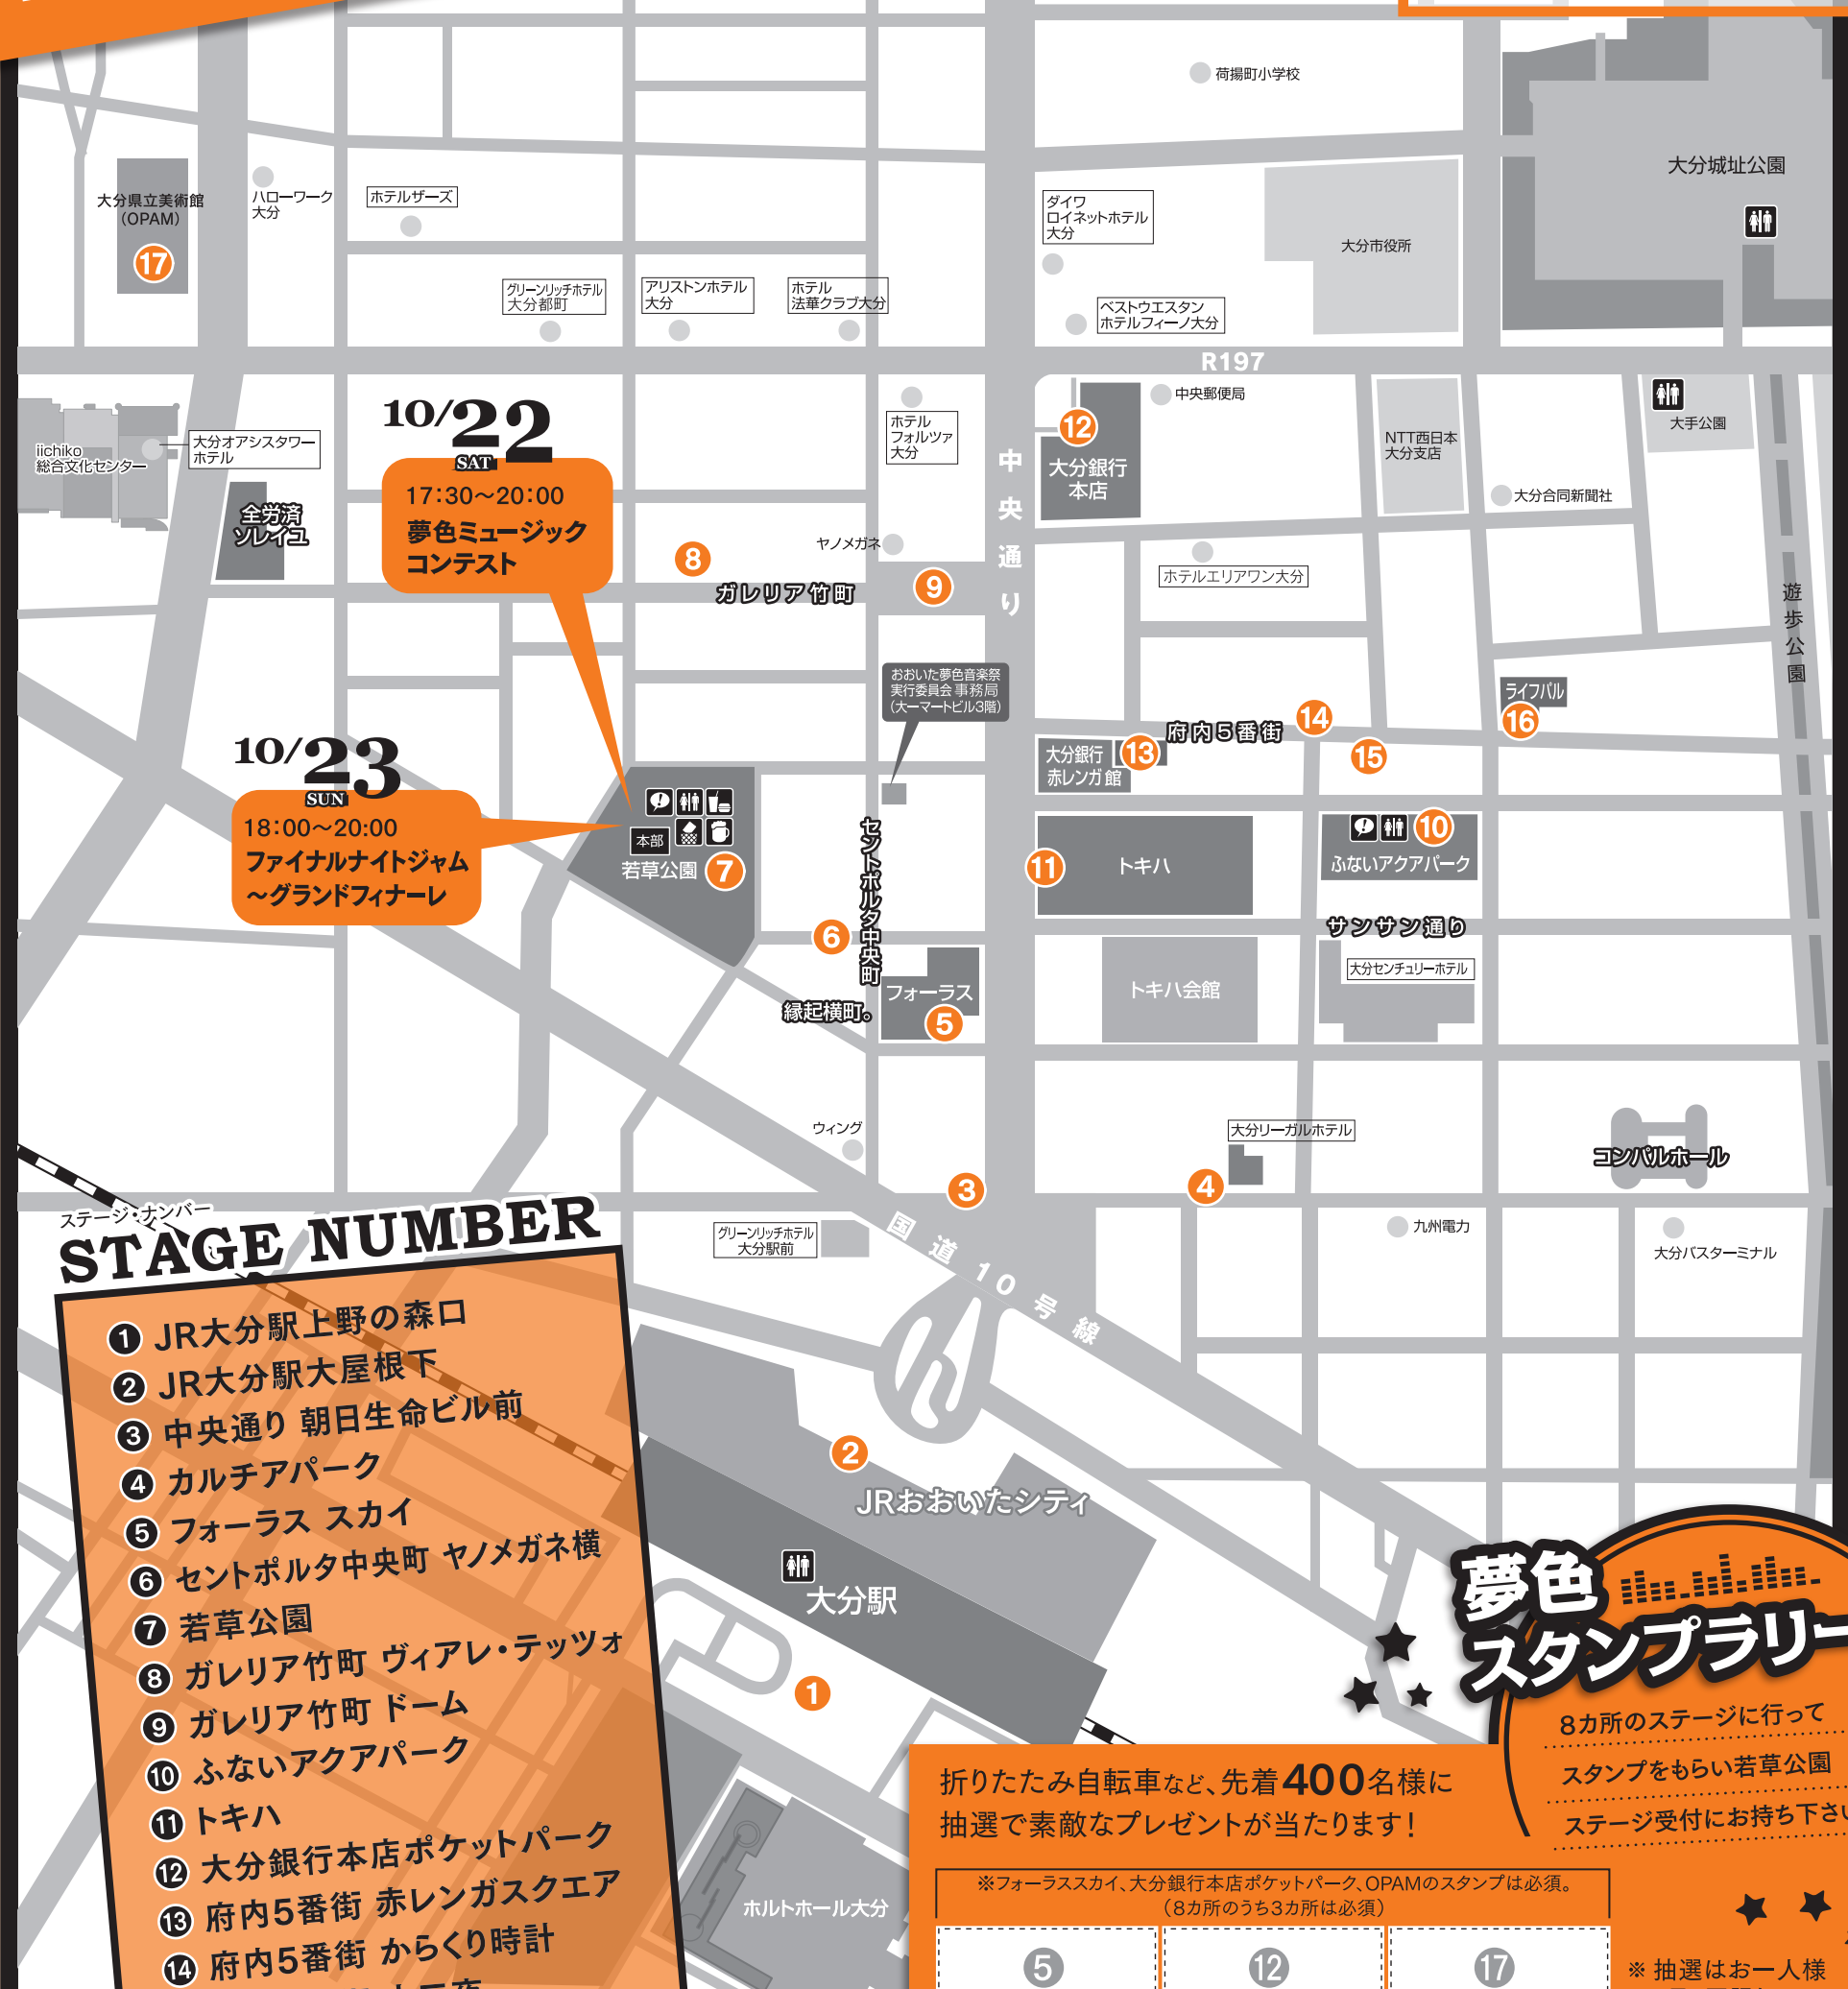 荷揚町小学校
大分城址公園
大分県立美術館
(OPAM)
17
ハローワーク
大分
ホテルザーズ
ダイワ
ロイネットホテル
大分
大分市役所
グリーンリッチホテル
大分都町
アリストンホテル
大分
ホテル
法華クラブ大分
ベストウエスタン
ホテルフィーノ大分
R197
iichiko
総合文化センター
大分オアシスタワー
ホテル
全労済
ソレイユ
10/22
SAT
17:30〜20:00
夢色ミュージック
コンテスト
ホテル
フォルツァ
大分
中央通り
12
大分銀行
本店
中央郵便局
NTT西日本
大分支店
大手公園
大分合同新聞社
ヤノメガネ
8
ガレリア竹町
9
ホテルエリアワン大分
遊歩公園
おおいた夢色音楽祭
実行委員会 事務局
(大一マートビル3階)
ライフパル
16
14
府内5番街
15
大分銀行
赤レンガ館
13
10/23
SUN
18:00〜20:00
ファイナルナイトジャム
〜グランドフィナーレ
本部
若草公園
7
セントポルタ中央町
11
トキハ
10
ふないアクアパーク
サンサン通り
6
縁起横町。
フォーラス
5
トキハ会館
大分センチュリーホテル
ウィング
大分リーガルホテル
コンパルホール
3
4
九州電力
大分バスターミナル
グリーンリッチホテル
大分駅前
国道10号線
2
JRおおいたシティ
大分駅
1
ホルトホール大分
ステージ・ナンバー
STAGE NUMBER
1 JR大分駅上野の森口
2 JR大分駅大屋根下
3 中央通り 朝日生命ビル前
4 カルチアパーク
5 フォーラス スカイ
6 セントポルタ中央町 ヤノメガネ横
7 若草公園
8 ガレリア竹町 ヴィアレ・テッツォ
9 ガレリア竹町 ドーム
10 ふないアクアパーク
11 トキハ
12 大分銀行本店ポケットパーク
13 府内5番街 赤レンガスクエア
14 府内5番街 からくり時計
夢色
スタンプラリー
8カ所のステージに行って
スタンプをもらい若草公園
ステージ受付にお持ち下さい
折りたたみ自転車など、先着400名様に
抽選で素敵なプレゼントが当たります!
※フォーラススカイ、大分銀行本店ポケットパーク、OPAMのスタンプは必須。
(8カ所のうち3カ所は必須)
5
12
17
※ 抽選はお一人様